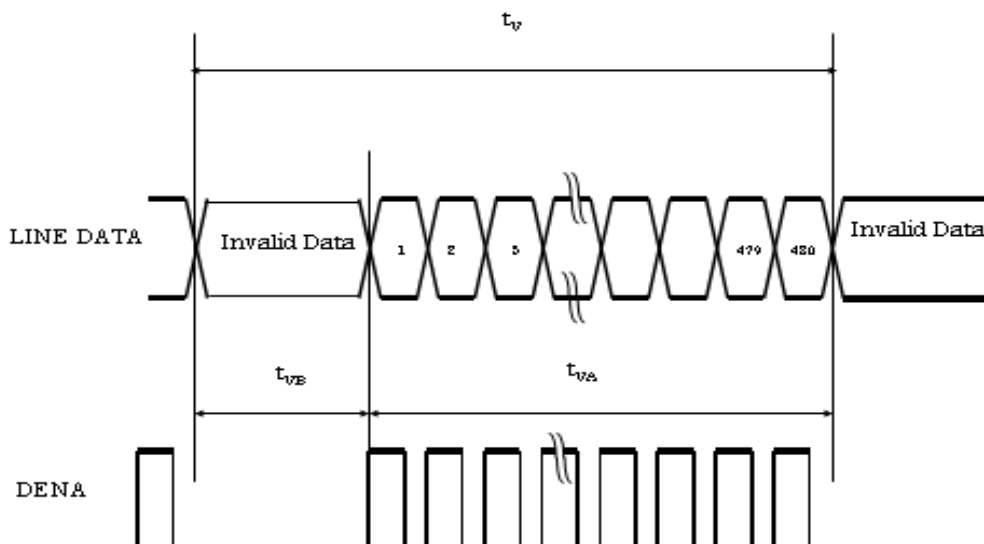 tV
LINE DATA
Invalid Data
1
2
3
479
480
Invalid Data
tVB
tVA
DENA